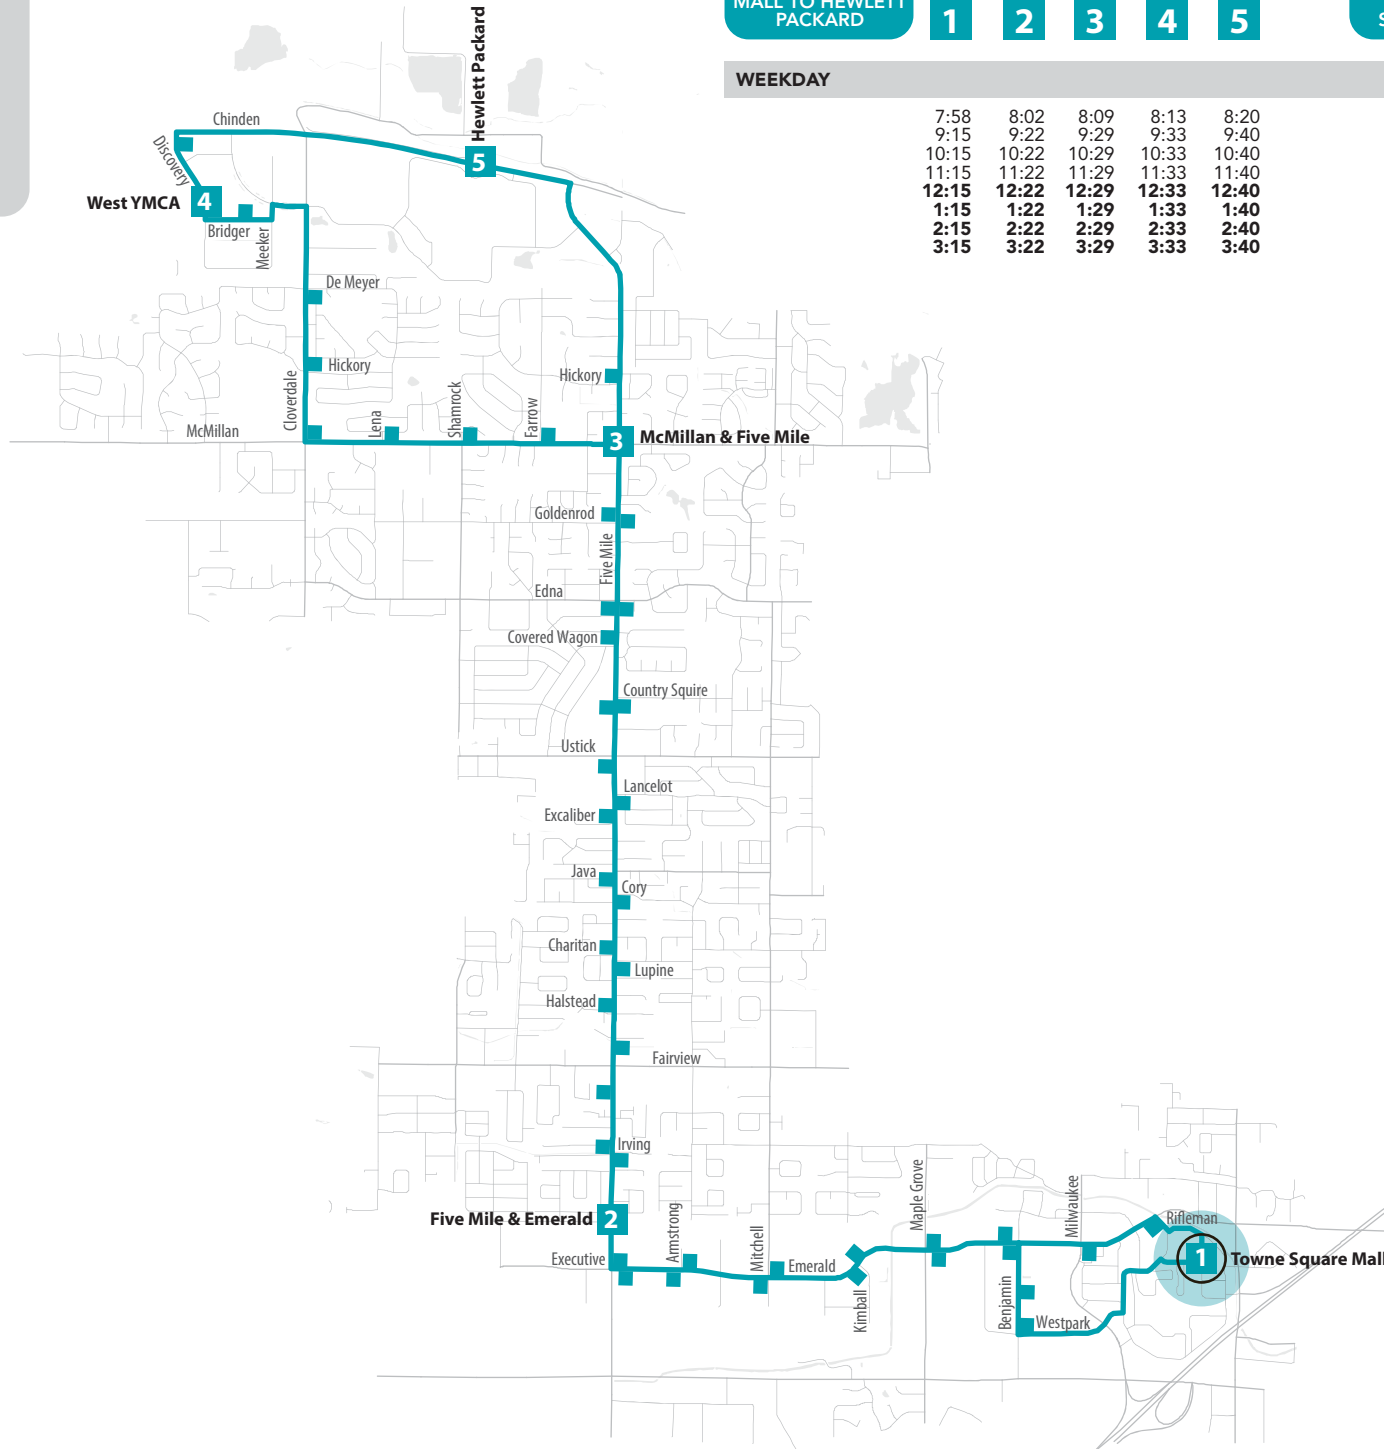 MALL TO HEWLETT
PACKARD
1 2 3 4 5
S
WEEKDAY
7:58 8:02 8:09 8:13 8:20
9:15 9:22 9:29 9:33 9:40
10:15 10:22 10:29 10:33 10:40
11:15 11:22 11:29 11:33 11:40
12:15 12:22 12:29 12:33 12:40
1:15 1:22 1:29 1:33 1:40
2:15 2:22 2:29 2:33 2:40
3:15 3:22 3:29 3:33 3:40
Hewlett Packard
5
Chinden
Discovery
West YMCA
4
Bridger
Meeker
De Meyer
Hickory
Hickory
Cloverdale
Lena
Shamrock
Farrow
McMillan
3
McMillan & Five Mile
Goldenrod
Five Mile
Edna
Covered Wagon
Country Squire
Ustick
Lancelot
Excaliber
Java
Cory
Charitan
Lupine
Halstead
Fairview
Irving
Five Mile & Emerald
2
Executive
Armstrong
Mitchell
Emerald
Kimball
Maple Grove
Benjamin
Westpark
Milwaukee
Rifleman
1
Towne Square Mall